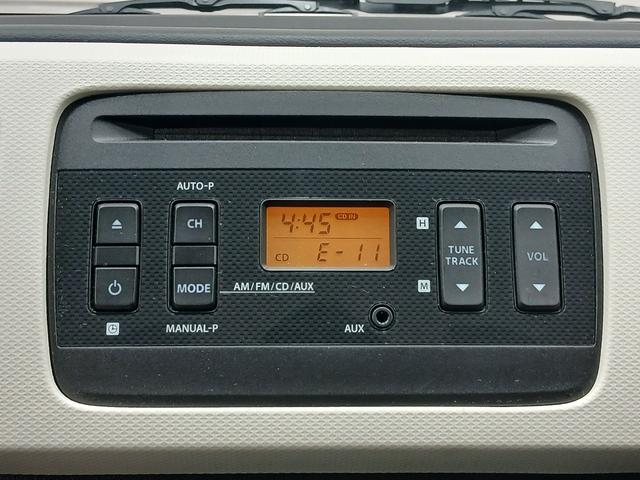 AUTO-P
CH
MODE
AM/FM/CD/AUX
MANUAL-P
4:45 CD IN
CD E-11
AUX
H
M
TUNE
TRACK
VOL